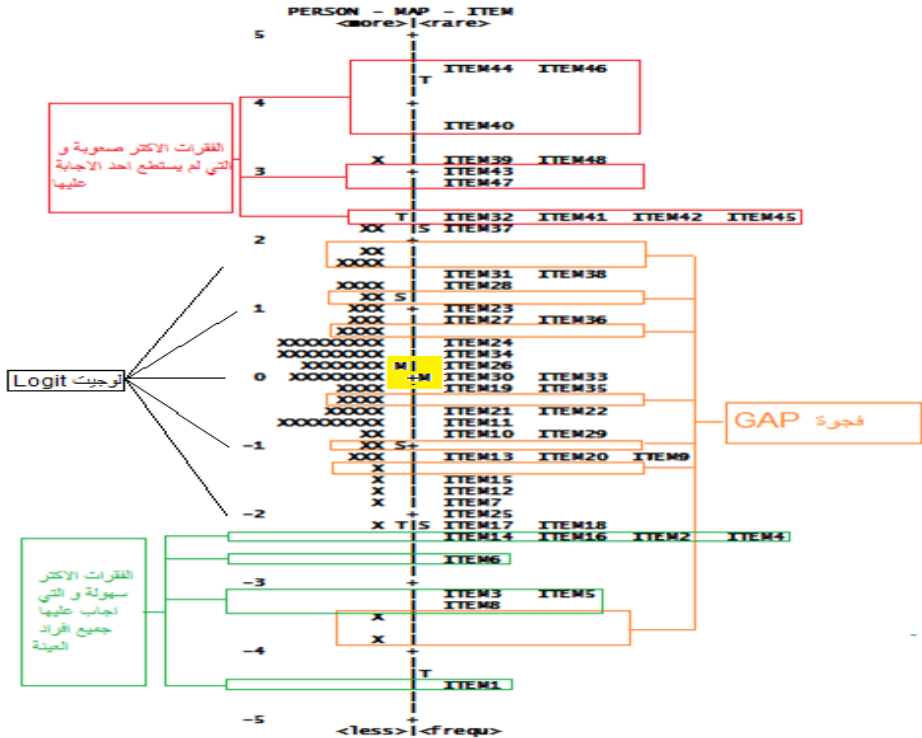 PERSON - MAP - ITEM
<more>|<rare>
5 +
| ITEM44 ITEM46
|T
4 +
| ITEM40
X | ITEM39 ITEM48
3 + ITEM43
| ITEM47
T| ITEM32 ITEM41 ITEM42 ITEM45
XX |S ITEM37
2 +
XX |
XXXX |
| ITEM31 ITEM38
XXXX | ITEM28
XX S|
1 XXX + ITEM23
XXX | ITEM27 ITEM36
XXXX |
XXXXXXXXX | ITEM24
XXXXXXXXX | ITEM34
XXXXXXX M| ITEM26
0 XXXXXXXX +M ITEM30 ITEM33
XXXX | ITEM19 ITEM35
XXXX |
XXXXX | ITEM21 ITEM22
XXXXXXXXX | ITEM11
XX | ITEM10 ITEM29
-1 XX S+
XXX | ITEM13 ITEM20 ITEM9
X |
X | ITEM15
X | ITEM12
X | ITEM7
-2 + ITEM25
X T|S ITEM17 ITEM18
| ITEM14 ITEM16 ITEM2 ITEM4
| ITEM6
-3 +
| ITEM3 ITEM5
| ITEM8
X |
X |
-4 +
|T
| ITEM1
-5 +
<less>|<frequ>
الفقرات الاكتر صعوبة و
التي لم يستطع احد الاجابة
عليها
لوجيت Logit
فجوة GAP
الفقرات الاكتر
سهولة و التي
اجاب عليها
جميع افراد
العينة